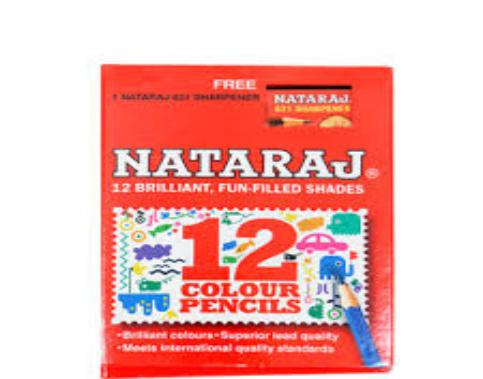 FREE
1 NATARAJ 621 SHARPENER
NATARAJ
621 SHARPENER
NATARAJ®
12 BRILLIANT, FUN-FILLED SHADES
12
COLOUR
PENCILS
•Brilliant colours •Superior lead quality
•Meets international quality standards